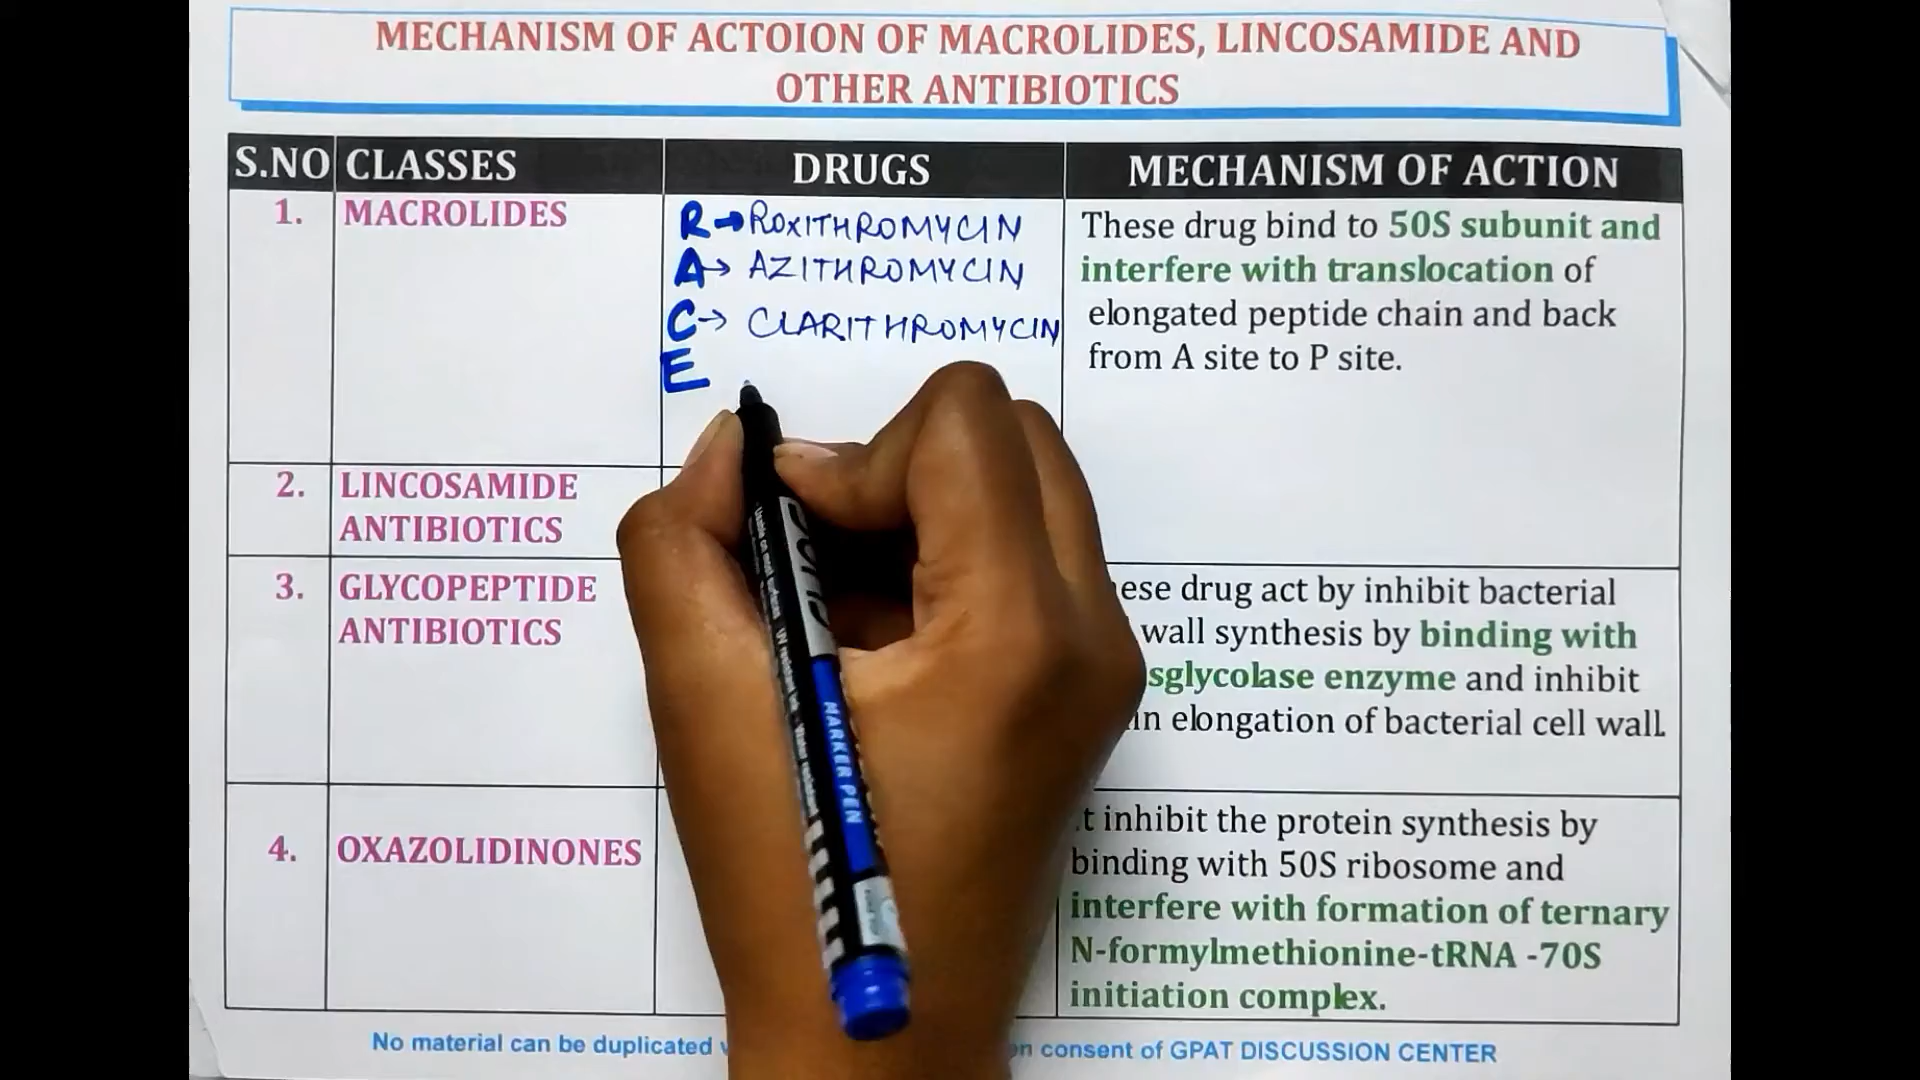 MECHANISM OF ACTOION OF MACROLIDES, LINCOSAMIDE AND
OTHER ANTIBIOTICS
S.NO CLASSES DRUGS MECHANISM OF ACTION
1. MACROLIDES
R → ROXITHROMYCIN
A → AZITHROMYCIN
C → CLARITHROMYCIN
E
These drug bind to 50S subunit and
interfere with translocation of
elongated peptide chain and back
from A site to P site.
2. LINCOSAMIDE
ANTIBIOTICS
3. GLYCOPEPTIDE
ANTIBIOTICS
drug act by inhibit bacterial
wall synthesis by binding with
enzyme and inhibit
elongation of bacterial cell wall.
4. OXAZOLIDINONES
inhibit the protein synthesis by
binding with 50S ribosome and
interfere with formation of ternary
N-formylmethionine-tRNA -70S
initiation complex.
MARKER PEN
No material can be duplicated
consent of GPAT DISCUSSION CENTER